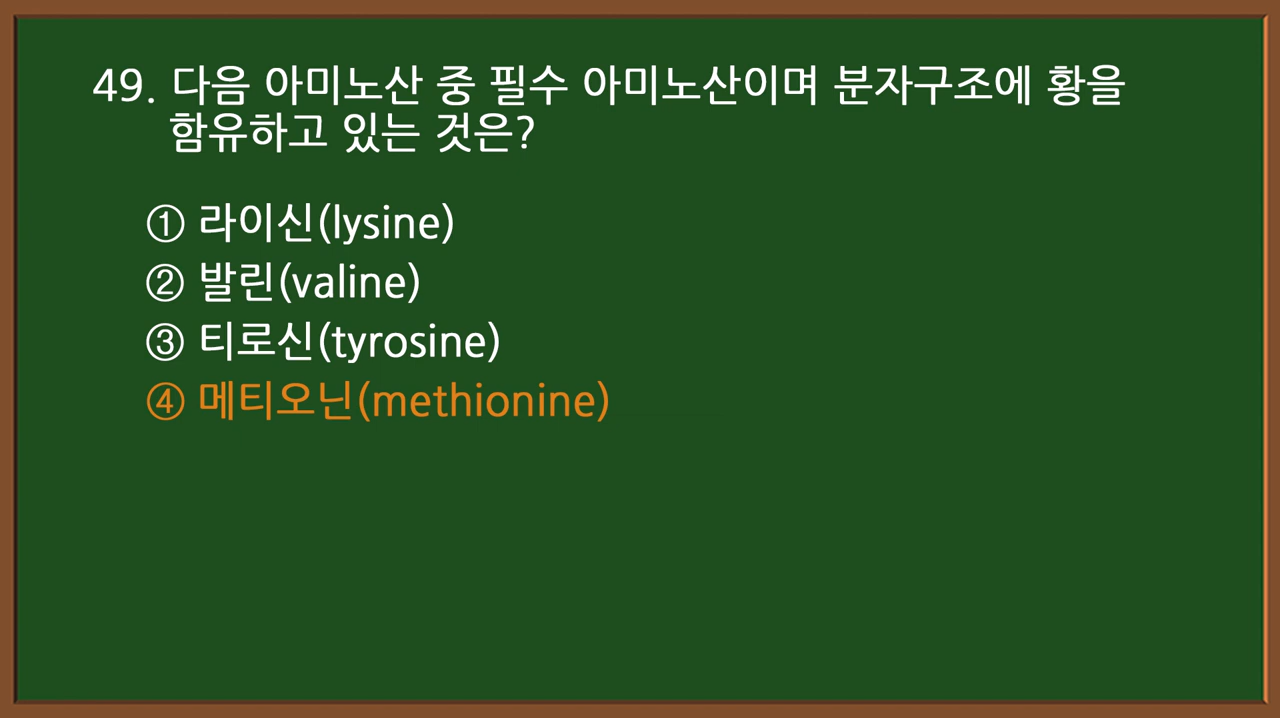 49. 다음 아미노산 중 필수 아미노산이며 분자구조에 황을
함유하고 있는 것은?
① 라이신(lysine)
② 발린(valine)
③ 티로신(tyrosine)
④ 메티오닌(methionine)